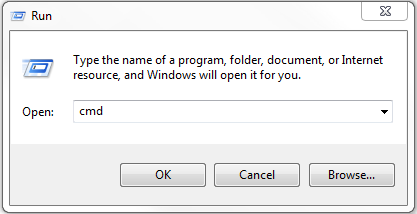 Run
Type the name of a program, folder, document, or Internet
resource, and Windows will open it for you.
Open: cmd
OK Cancel Browse...